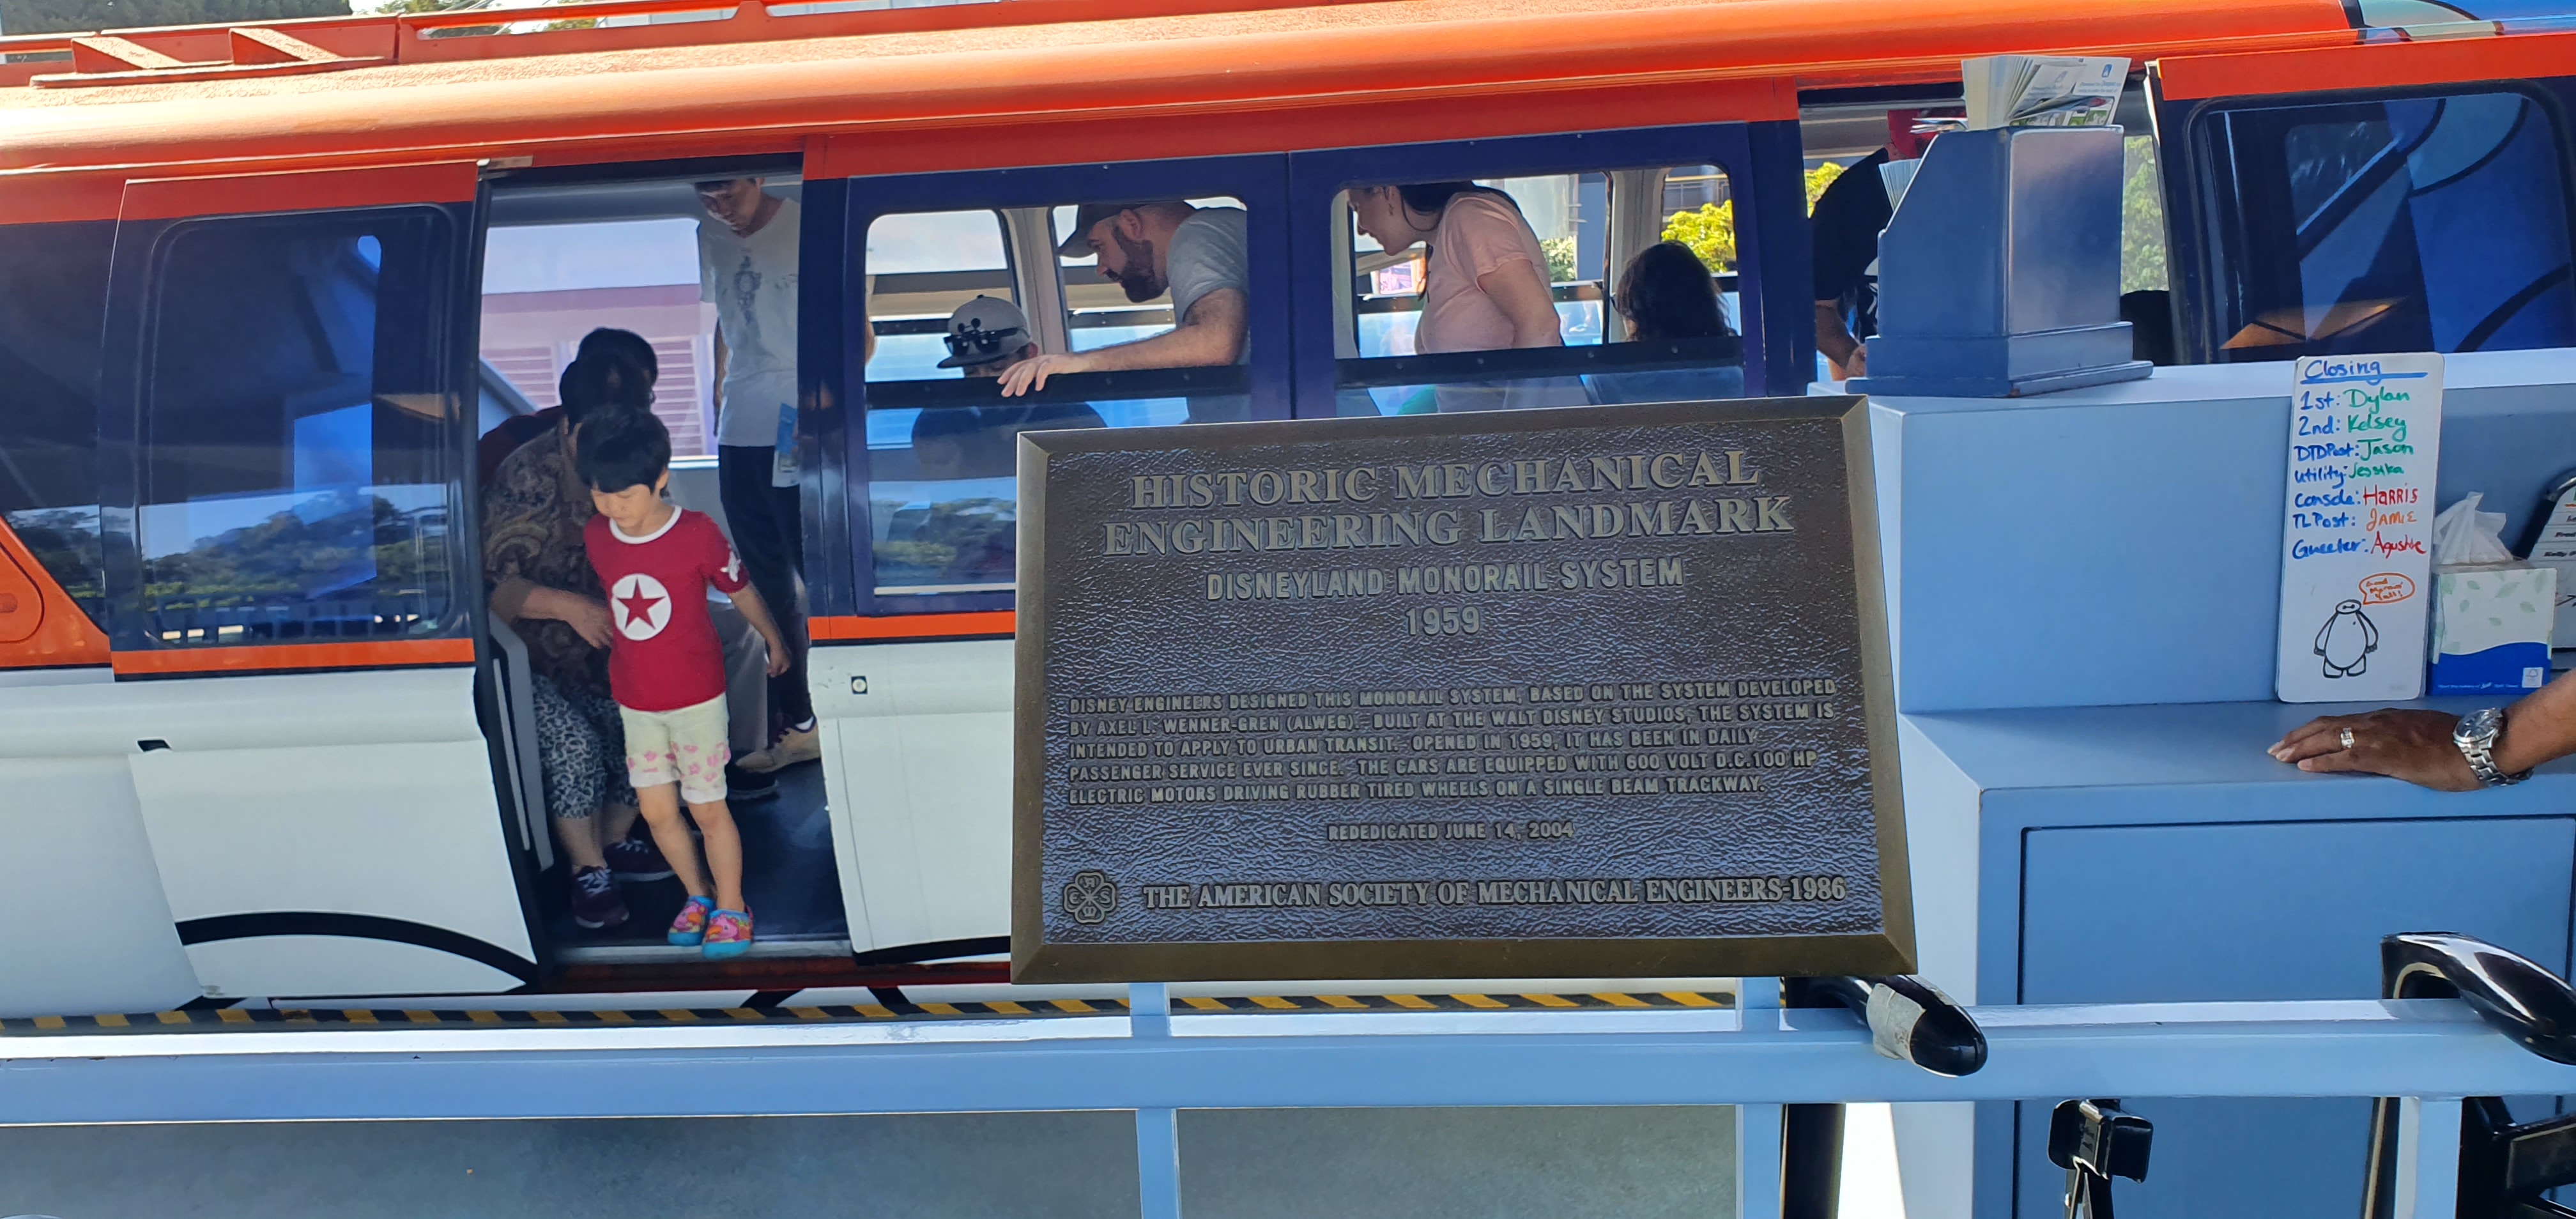 HISTORIC MECHANICAL
ENGINEERING LANDMARK
DISNEYLAND MONORAIL SYSTEM
1959
DISNEY ENGINEERS DESIGNED THIS MONORAIL SYSTEM, BASED ON THE SYSTEM DEVELOPED
BY AXEL L. WENNER-GREN (ALWEG). BUILT AT THE WALT DISNEY STUDIOS, THE SYSTEM IS
INTENDED TO APPLY TO URBAN TRANSIT. OPENED IN 1959, IT HAS BEEN IN DAILY
PASSENGER SERVICE EVER SINCE. THE CARS ARE EQUIPPED WITH 600 VOLT D.C. 100 HP
ELECTRIC MOTORS DRIVING RUBBER TIRED WHEELS ON A SINGLE BEAM TRACKWAY.
REDEDICATED JUNE 14, 2004
THE AMERICAN SOCIETY OF MECHANICAL ENGINEERS-1986
Closing
1st: Dylan
2nd: Kelsey
DTDPost: Jason
Utility: Jessika
Console: HARRIS
TLPost: JAMIE
Greeter: